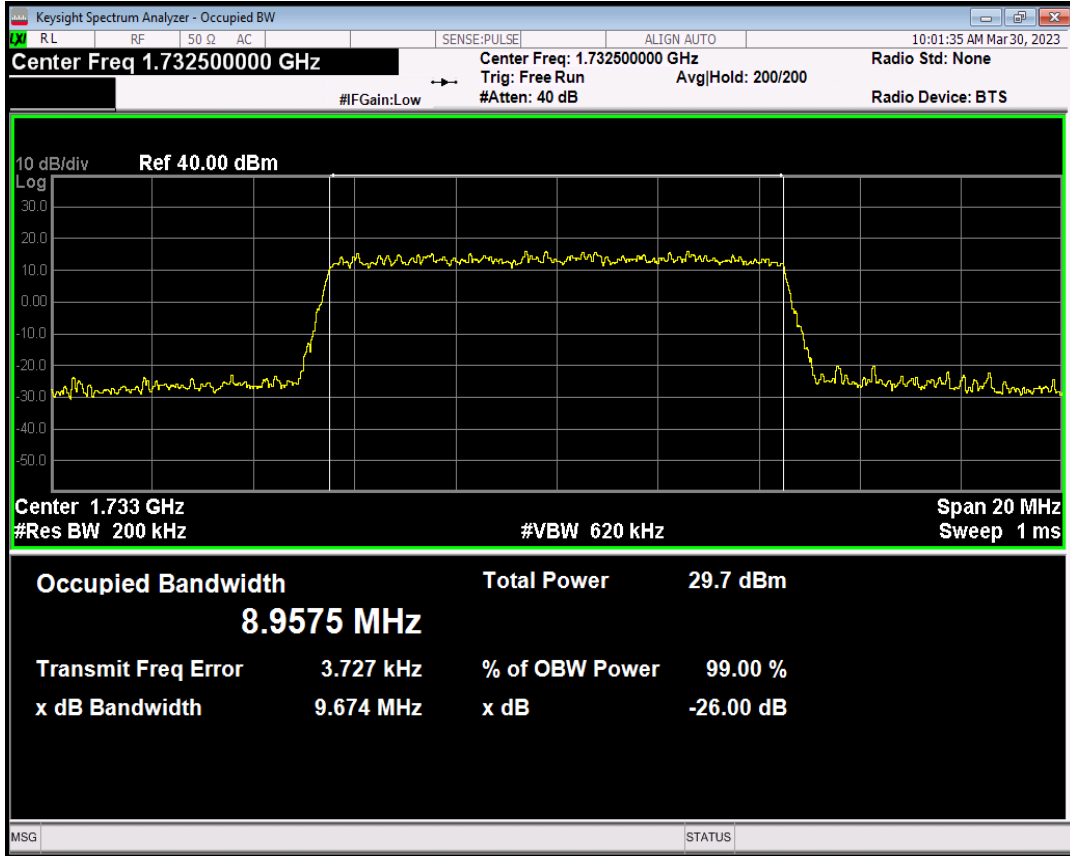 Keysight Spectrum Analyzer - Occupied BW
LXI RL RF 50 Ω AC SENSE:PULSE ALIGN AUTO 10:01:35 AM Mar 30, 2023
Center Freq 1.732500000 GHz
Center Freq: 1.732500000 GHz
Radio Std: None
Trig: Free Run Avg|Hold: 200/200
#IFGain:Low #Atten: 40 dB Radio Device: BTS
10 dB/div Ref 40.00 dBm
Log
30.0
20.0
10.0
0.00
-10.0
-20.0
-30.0
-40.0
-50.0
Center 1.733 GHz Span 20 MHz
#Res BW 200 kHz #VBW 620 kHz Sweep 1 ms
Occupied Bandwidth Total Power 29.7 dBm
8.9575 MHz
Transmit Freq Error 3.727 kHz % of OBW Power 99.00 %
x dB Bandwidth 9.674 MHz x dB -26.00 dB
MSG STATUS